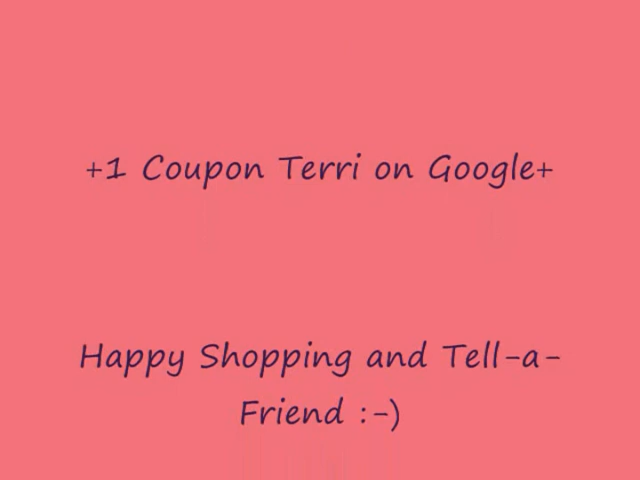 +1 Coupon Terri on Google+
Happy Shopping and Tell-a-
Friend :-)